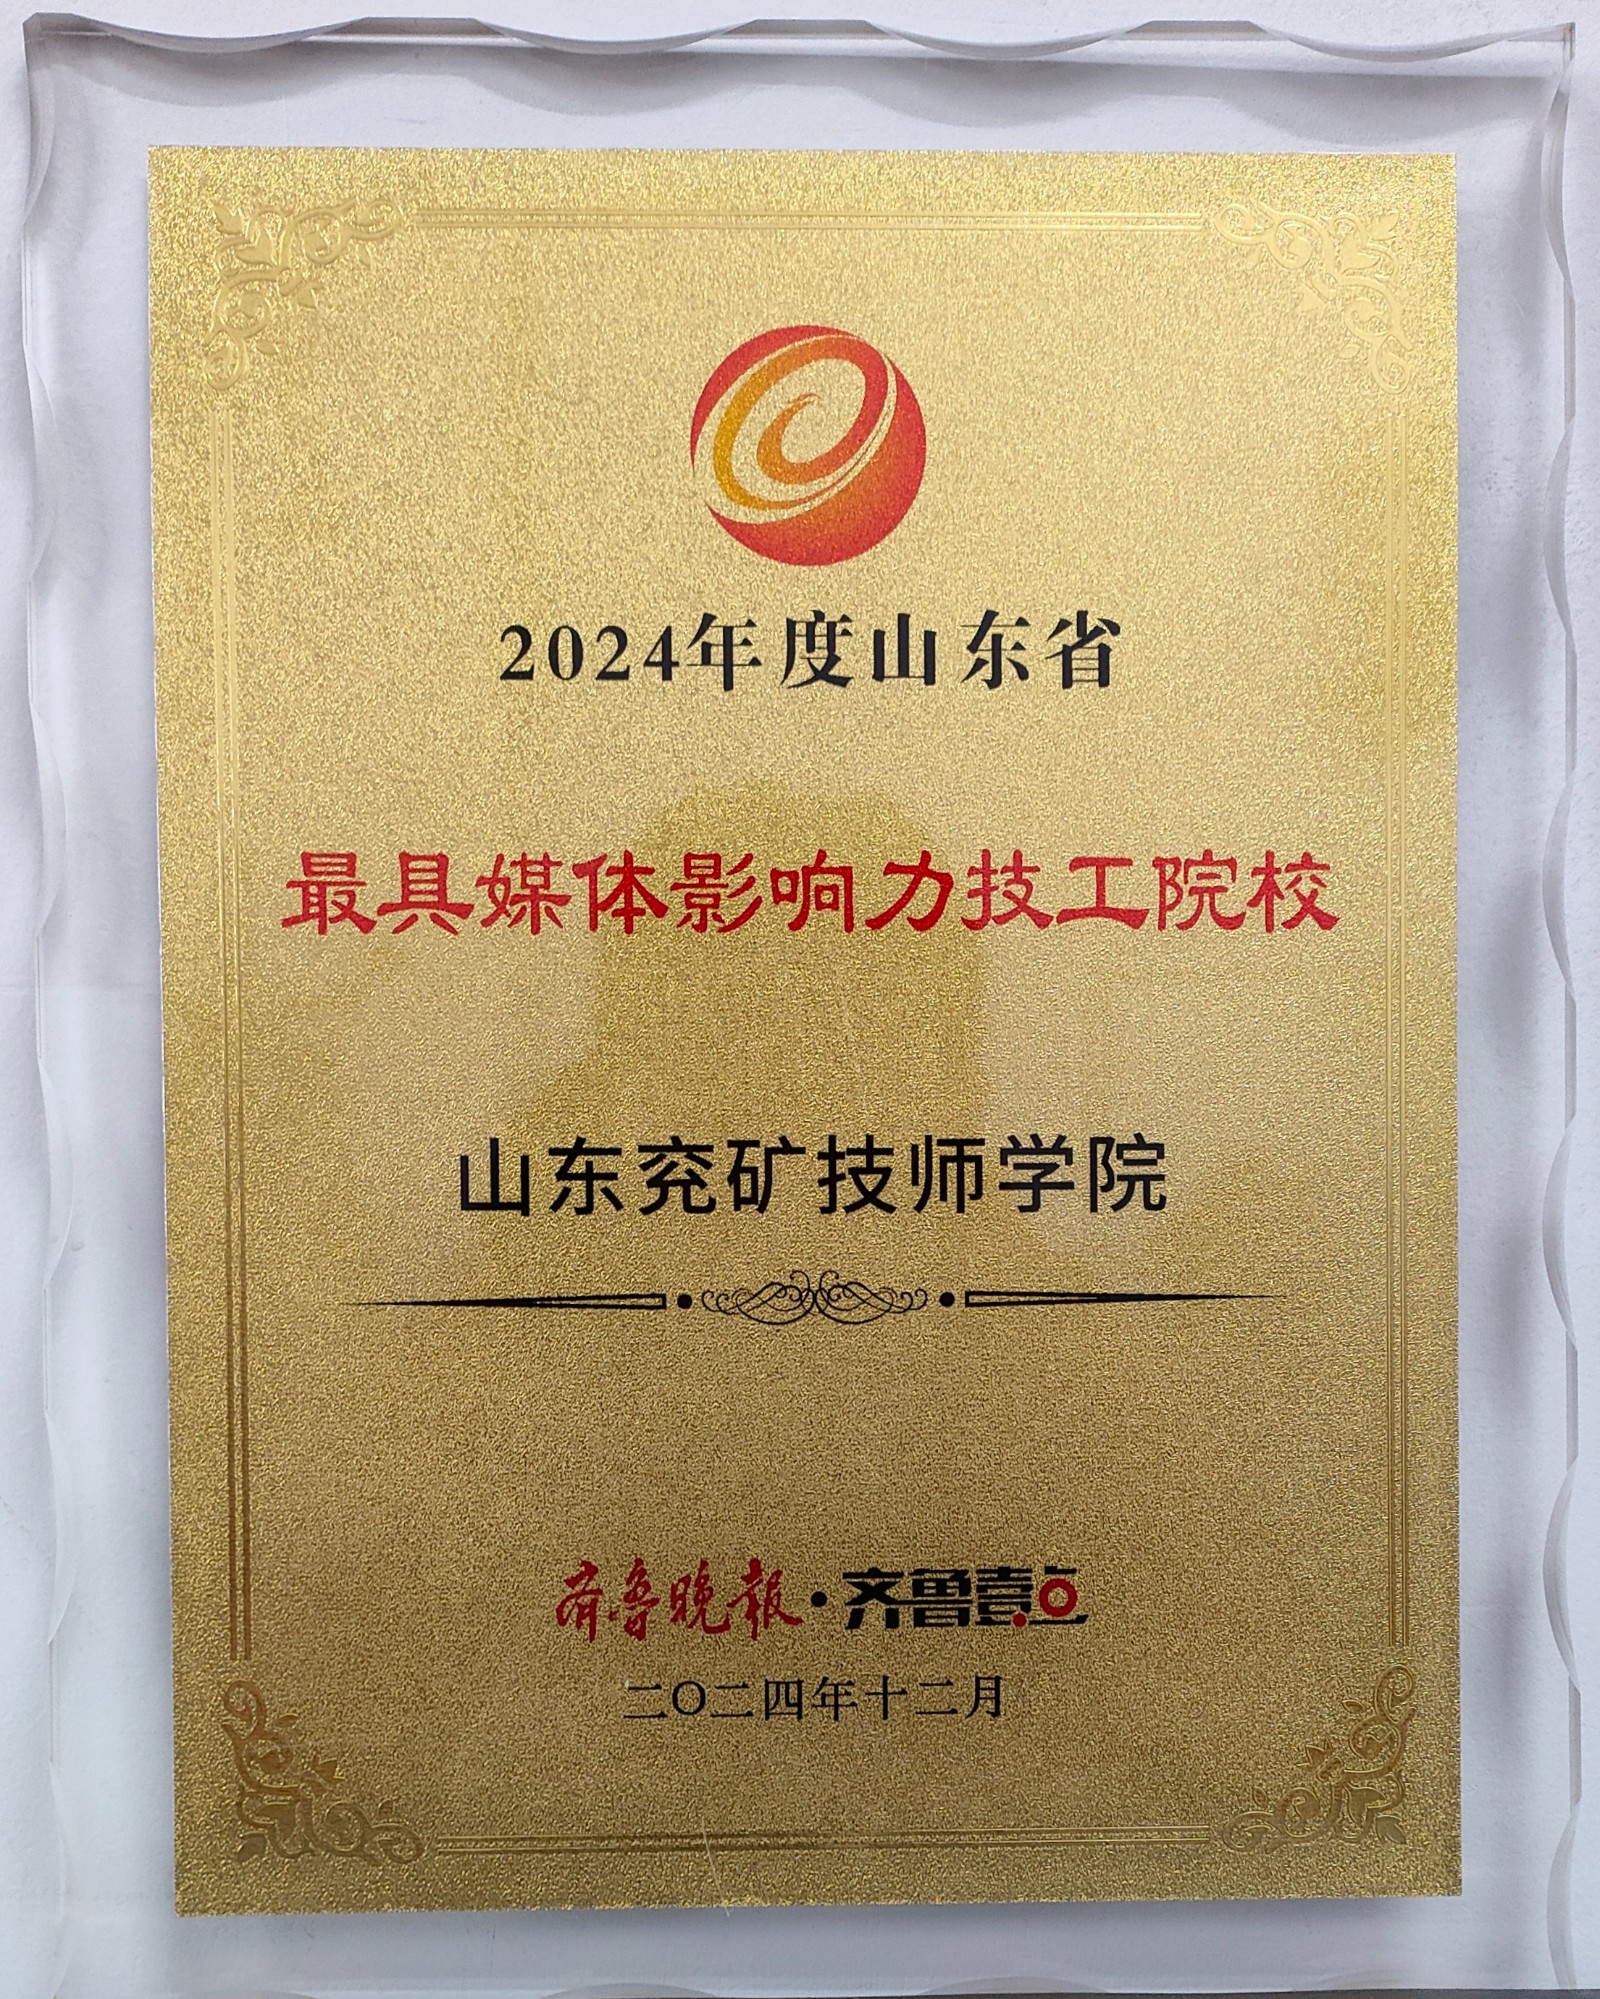 2024年度山东省
最具媒体影响力技工院校
山东兖矿技师学院
齐鲁晚报·齐鲁壹点
二〇二四年十二月